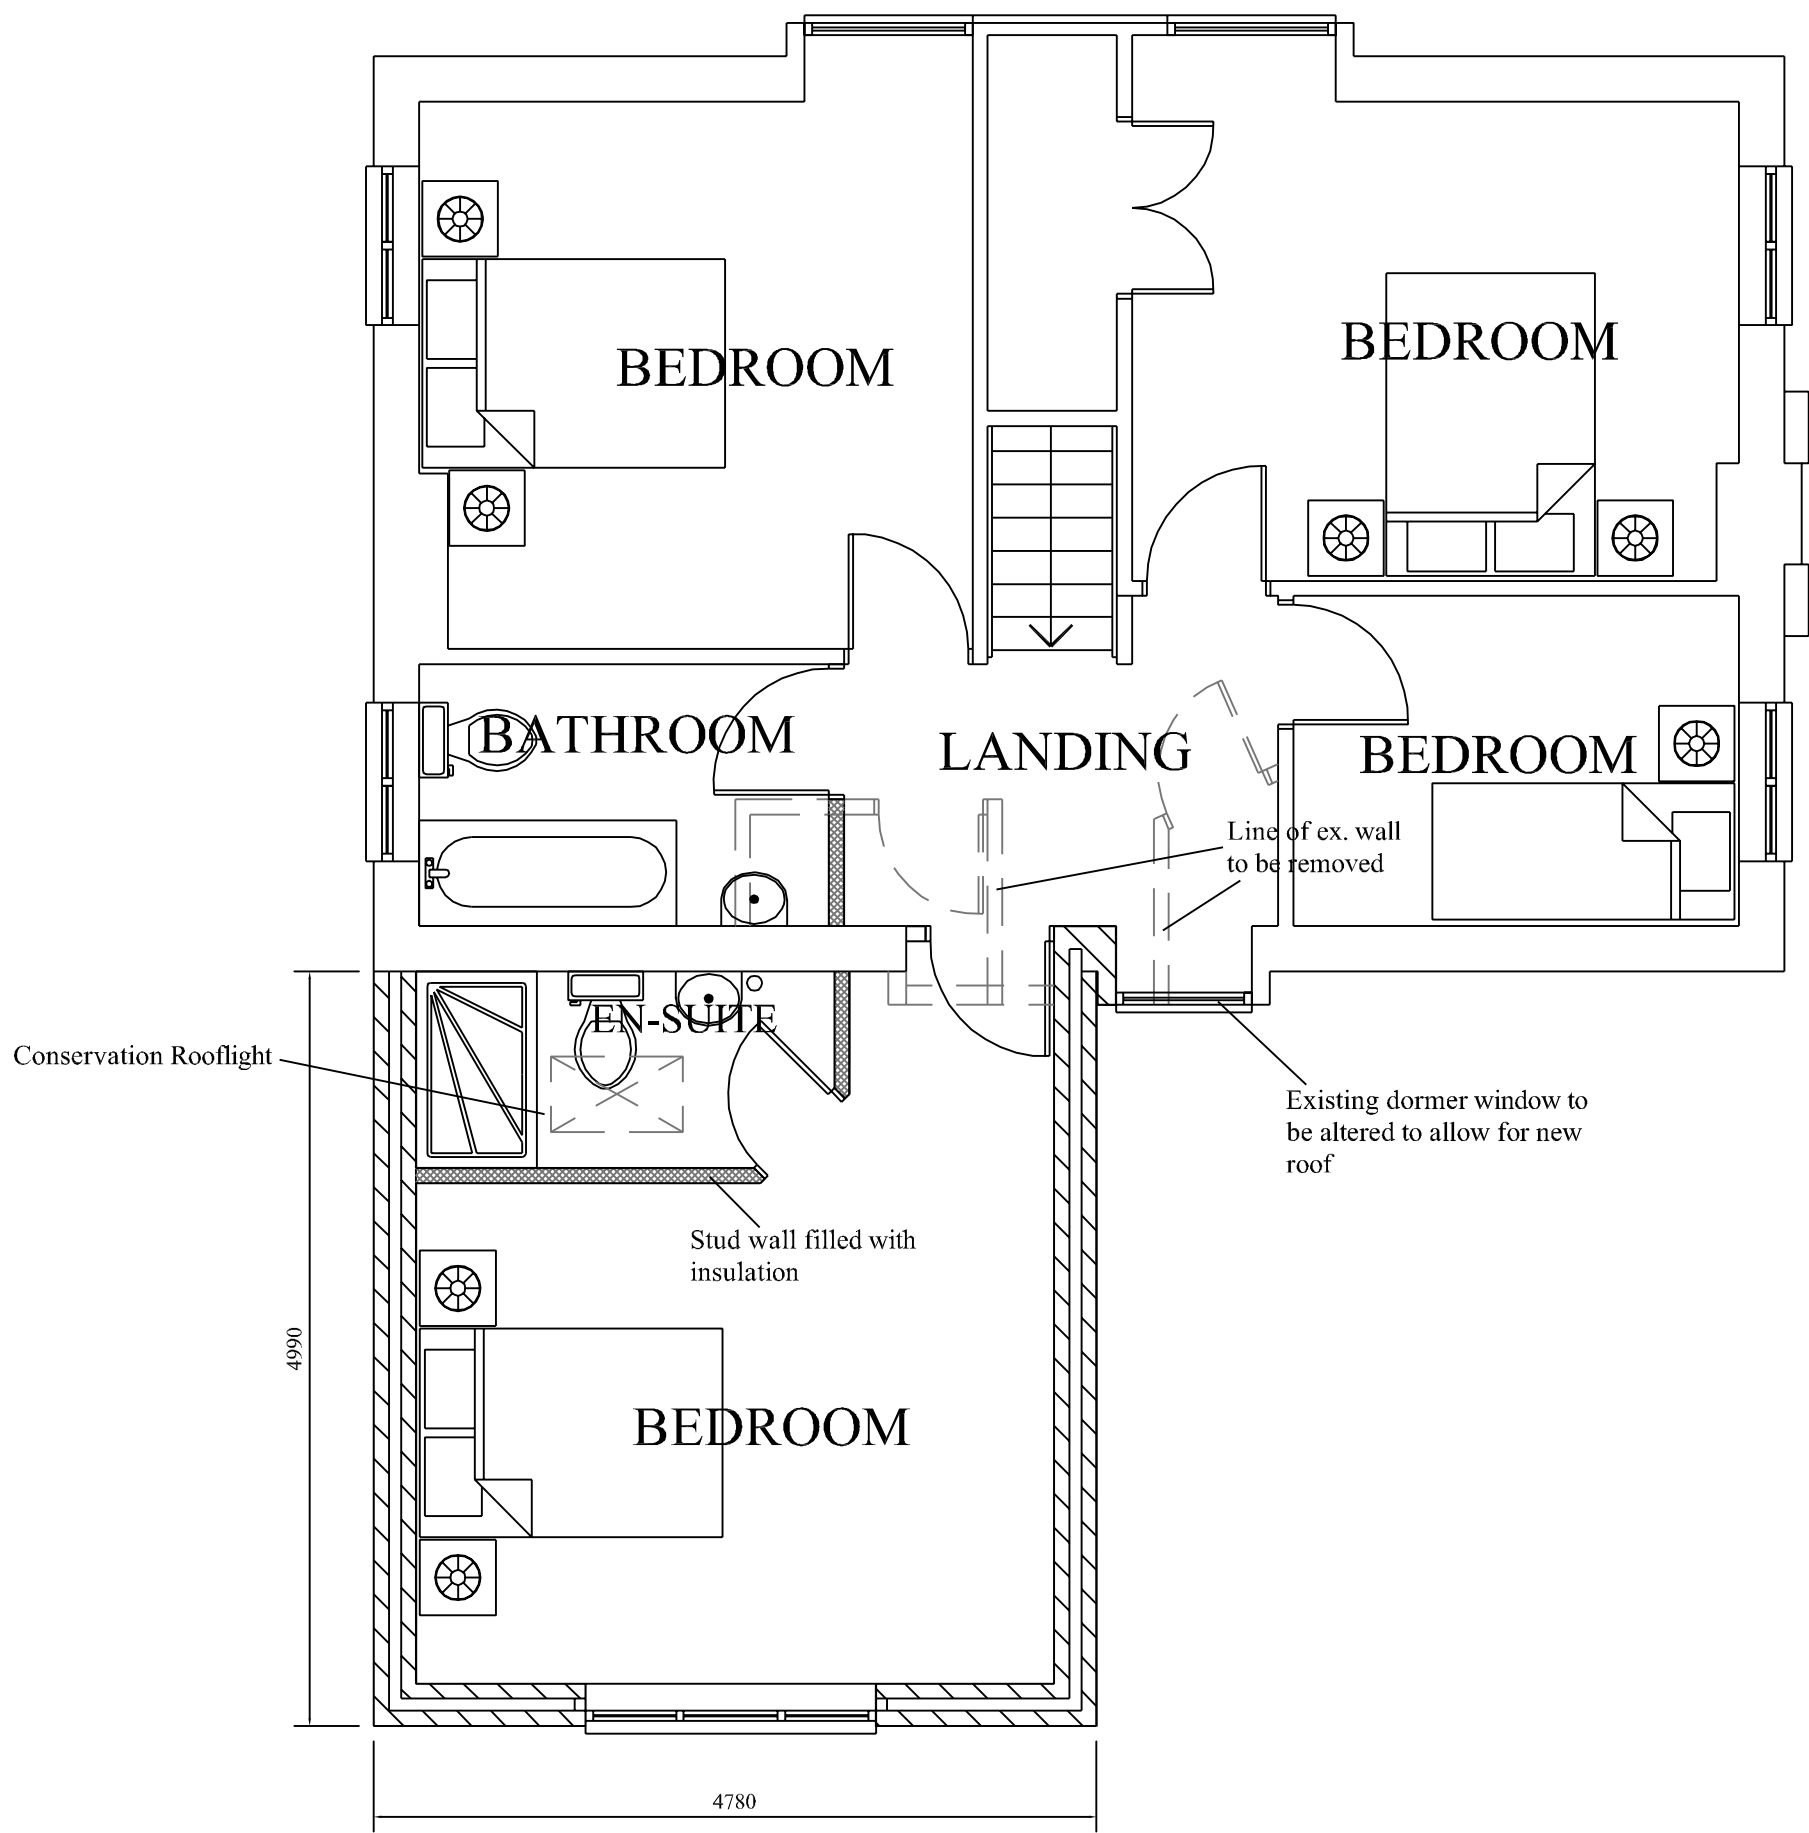 BEDROOM
BEDROOM
BATHROOM
LANDING
BEDROOM
Line of ex. wall
to be removed
EN-SUITE
Conservation Rooflight
Existing dormer window to
be altered to allow for new
roof
Stud wall filled with
insulation
4990
BEDROOM
4780